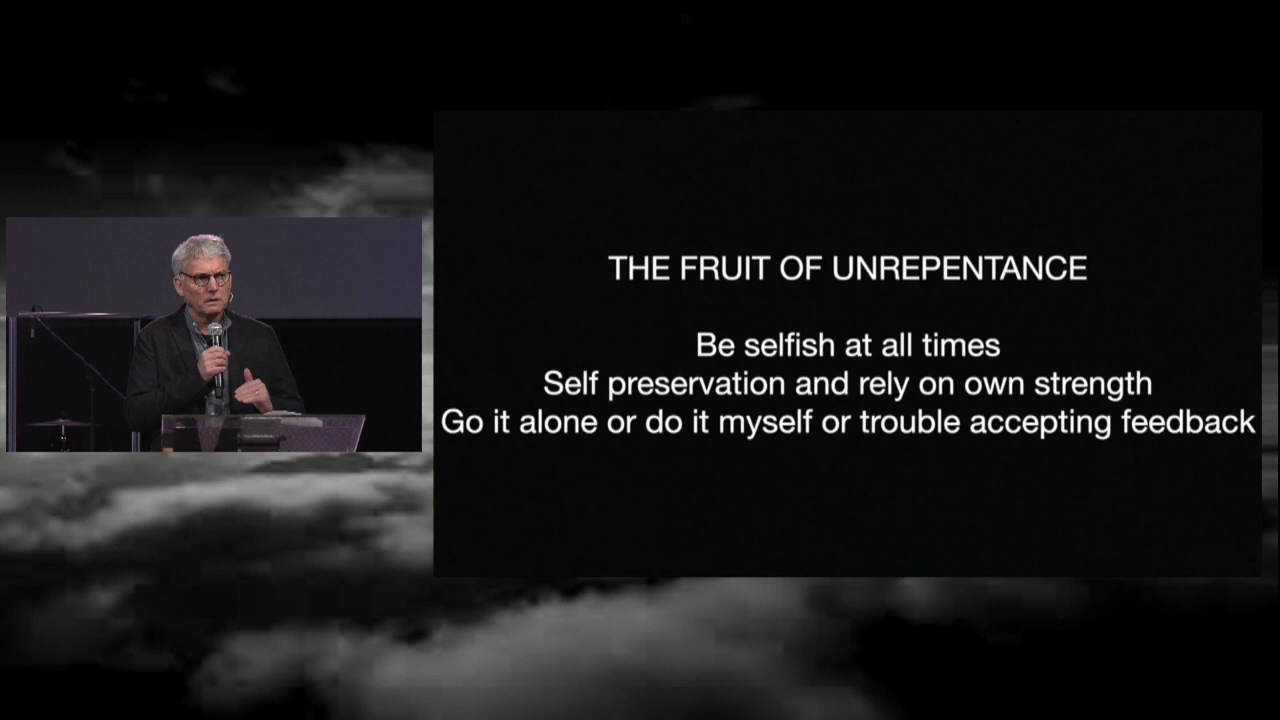 THE FRUIT OF UNREPENTANCE
Be selfish at all times
Self preservation and rely on own strength
Go it alone or do it myself or trouble accepting feedback